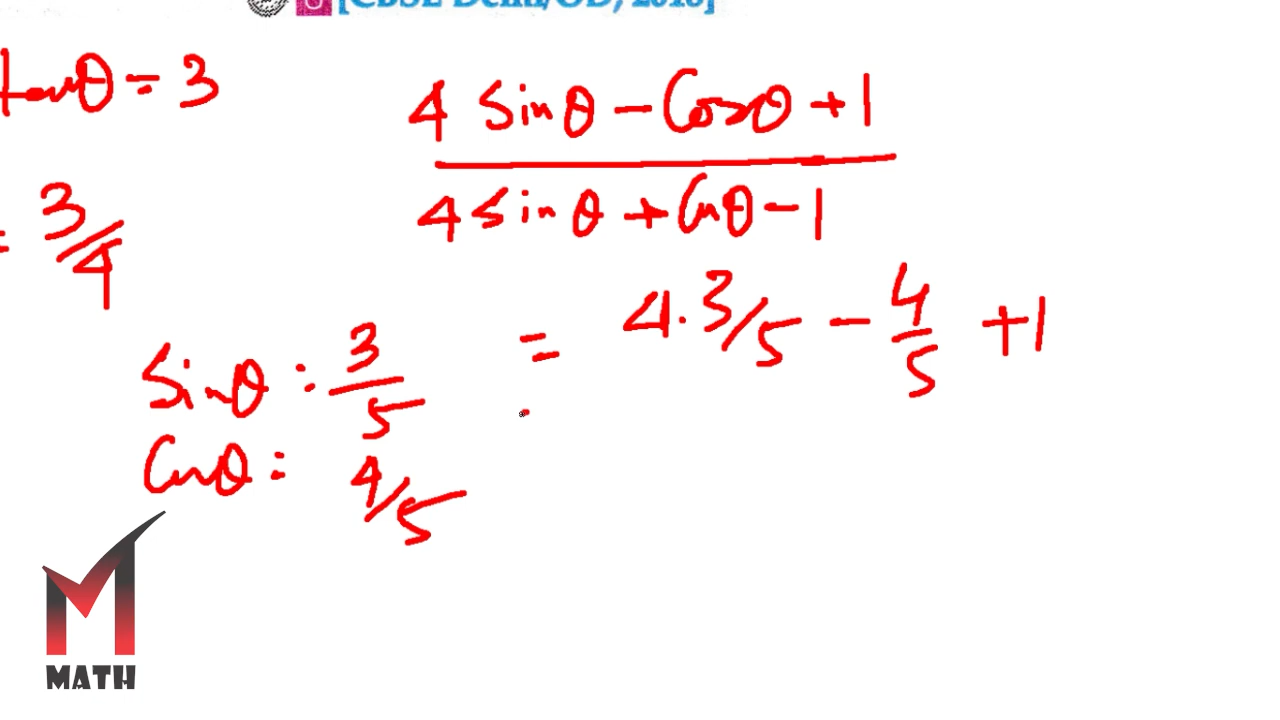 [CBSE Delhi/OD, 2018]
tanθ = 3
= 3/4
4 sinθ - Cosθ + 1
4 sinθ + Cosθ - 1
= 4.3/5 - 4/5 + 1
Sinθ = 3/5
Cosθ = 4/5
MATH